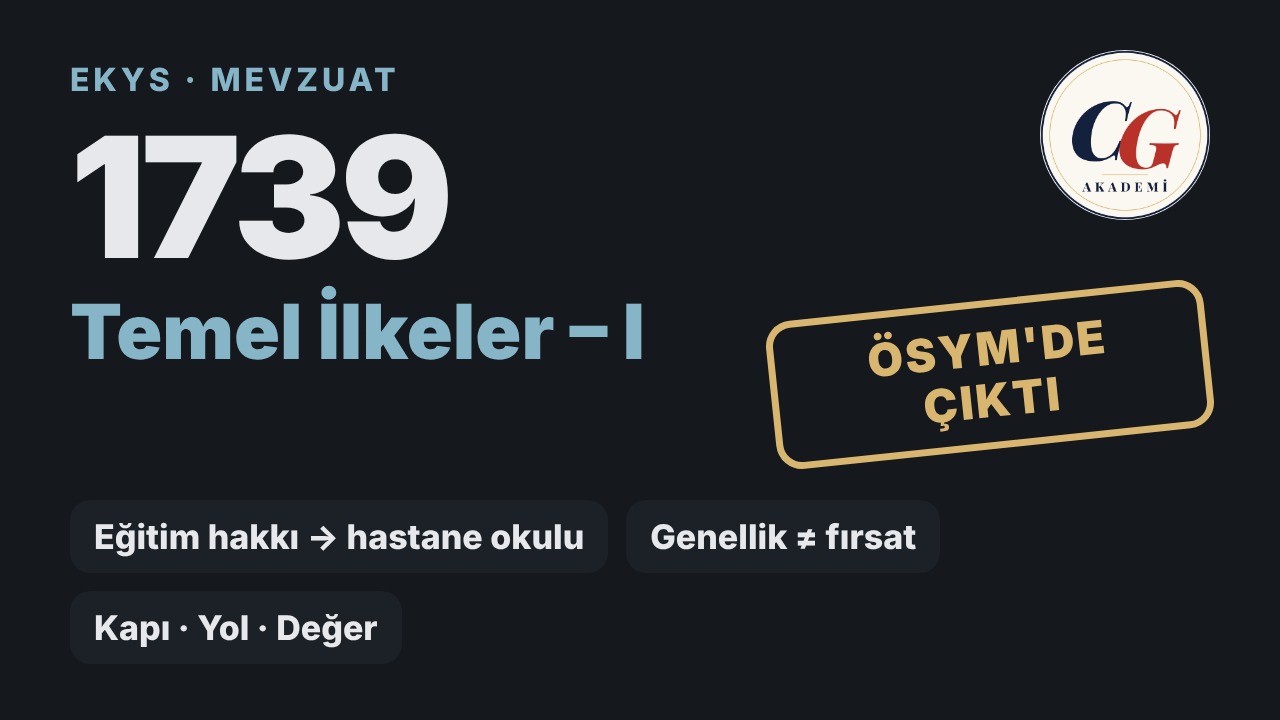 EKYS · MEVZUAT
1739
Temel İlkeler – I
CG
AKADEMİ
ÖSYM'DE
ÇIKTI
Eğitim hakkı → hastane okulu
Genellik ≠ fırsat
Kapı · Yol · Değer